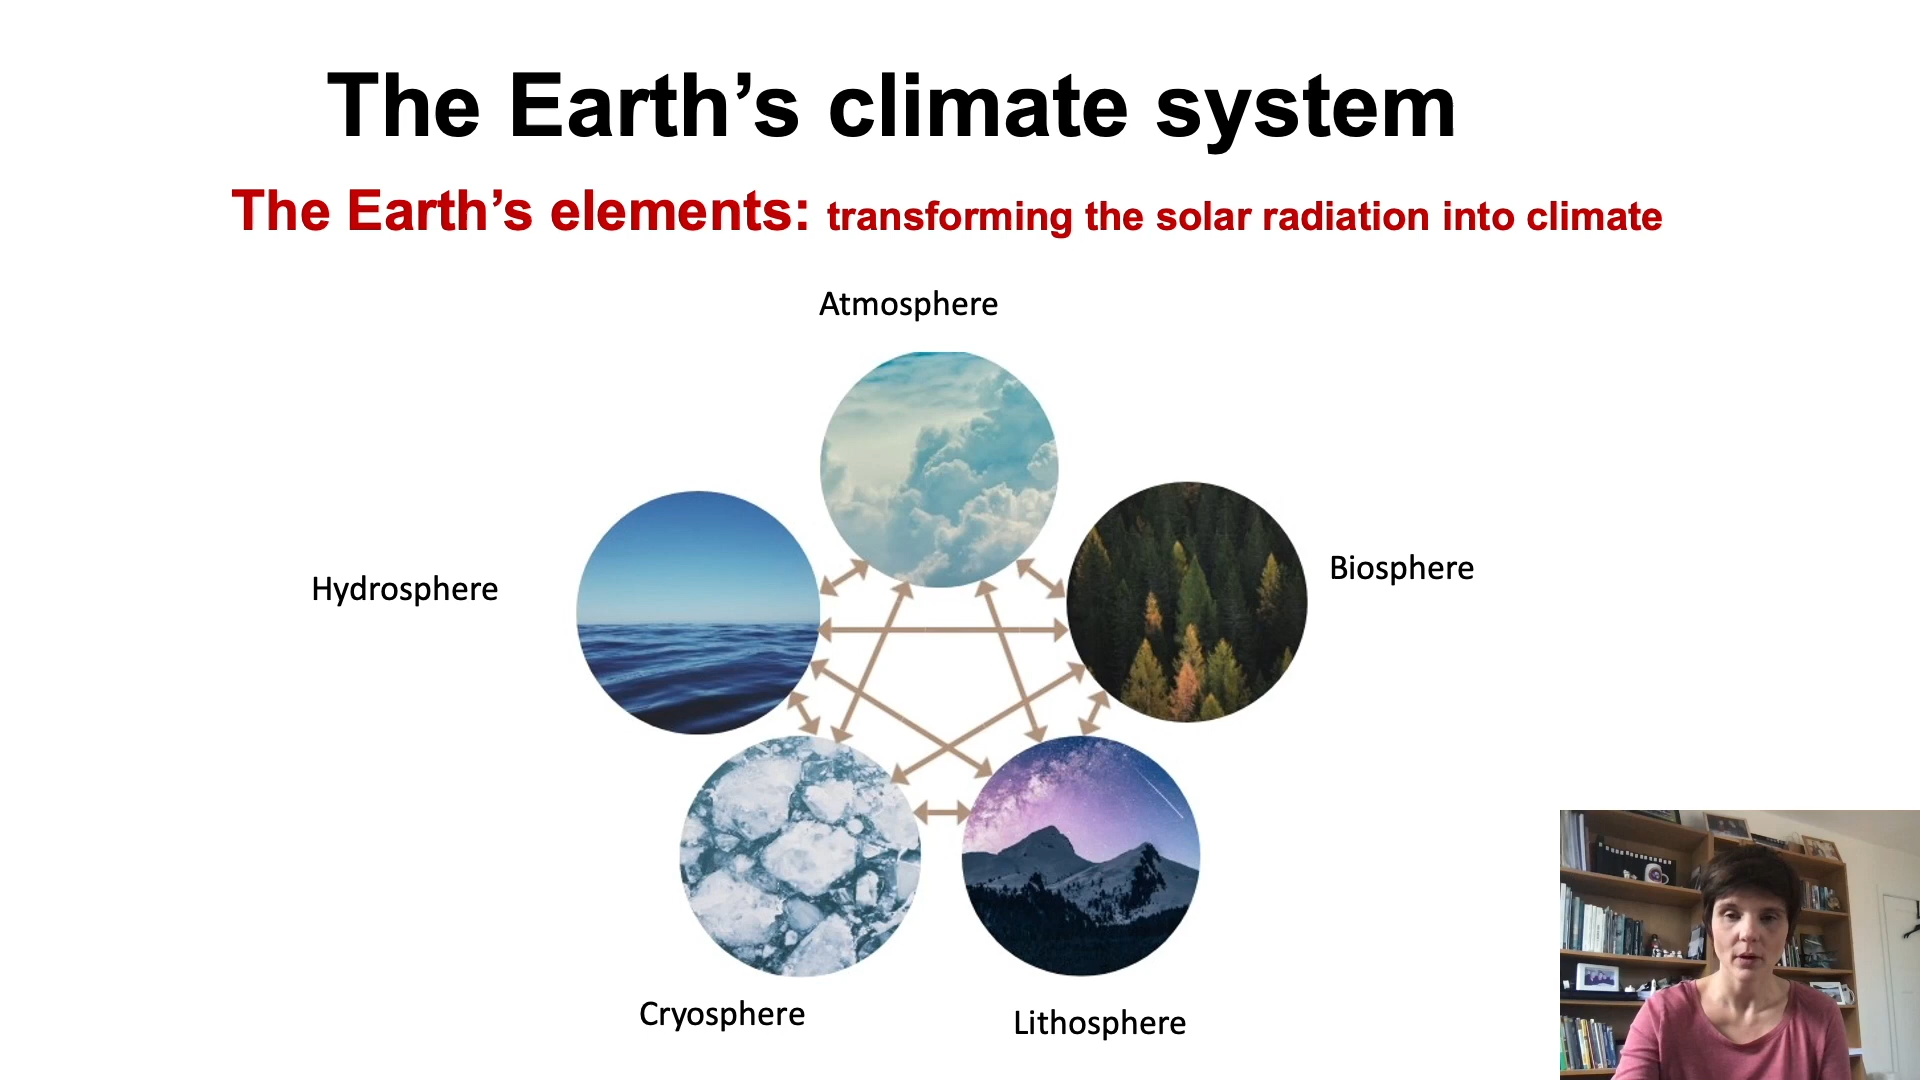 The Earth’s climate system
The Earth’s elements: transforming the solar radiation into climate
Atmosphere
Hydrosphere
Biosphere
Cryosphere
Lithosphere